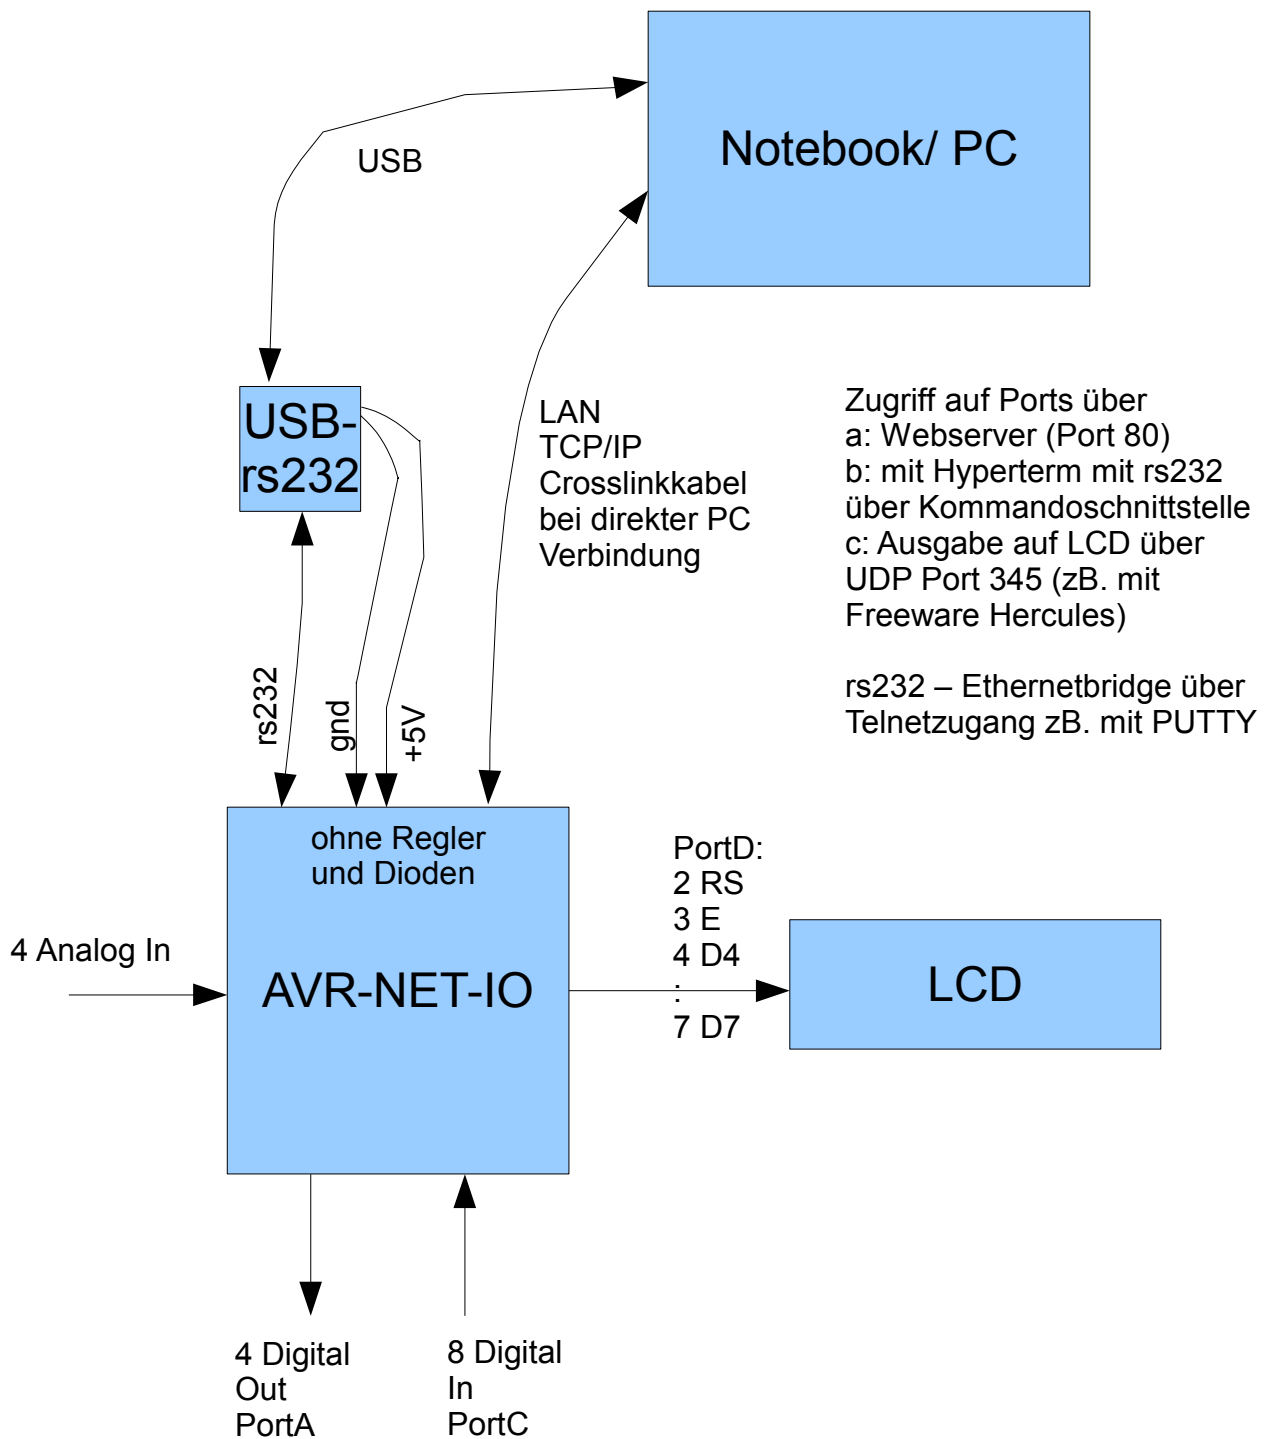 Notebook/ PC
USB
USB-
rs232
LAN
TCP/IP
Crosslinkkabel
bei direkter PC
Verbindung
Zugriff auf Ports über
a: Webserver (Port 80)
b: mit Hyperterm mit rs232
über Kommandoschnittstelle
c: Ausgabe auf LCD über
UDP Port 345 (zB. mit
Freeware Hercules)
rs232 – Ethernetbridge über
Telnetzugang zB. mit PUTTY
rs232
gnd
+5V
ohne Regler
und Dioden
AVR-NET-IO
4 Analog In
PortD:
2 RS
3 E
4 D4
:
7 D7
LCD
4 Digital
Out
PortA
8 Digital
In
PortC